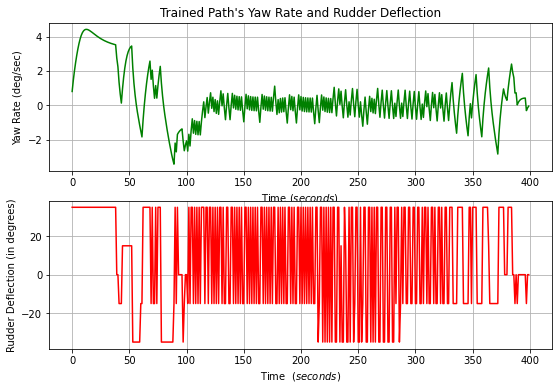 Trained Path's Yaw Rate and Rudder Deflection
Yaw Rate (deg/sec)
4
2
0
−2
0 50 100 150 200 250 300 350 400
Time (seconds)
Rudder Deflection (in degrees)
20
0
−20
0 50 100 150 200 250 300 350 400
Time (seconds)